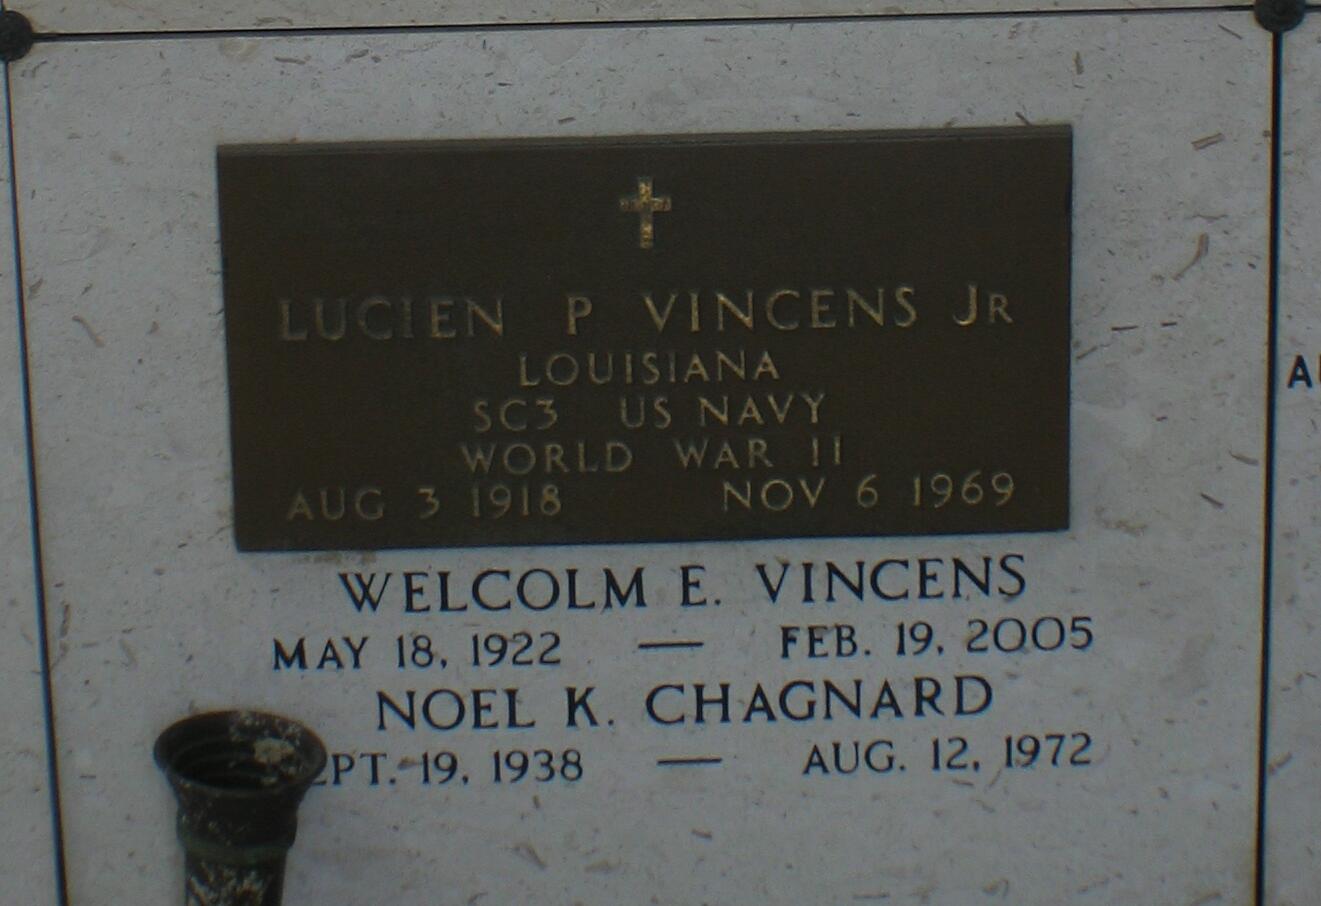 LUCIEN P VINCENS JR
LOUISIANA
SC3 US NAVY
WORLD WAR II
AUG 3 1918 NOV 6 1969
WELCOLM E. VINCENS
MAY 18, 1922 — FEB. 19, 2005
NOEL K. CHAGNARD
EPT. 19, 1938 — AUG. 12, 1972